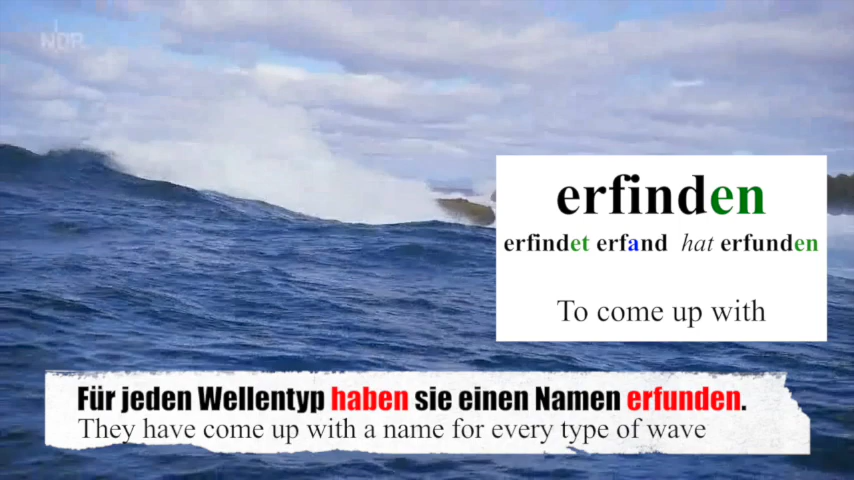 NDR
erfinden
erfindet erfand hat erfunden
To come up with
Für jeden Wellentyp haben sie einen Namen erfunden.
They have come up with a name for every type of wave